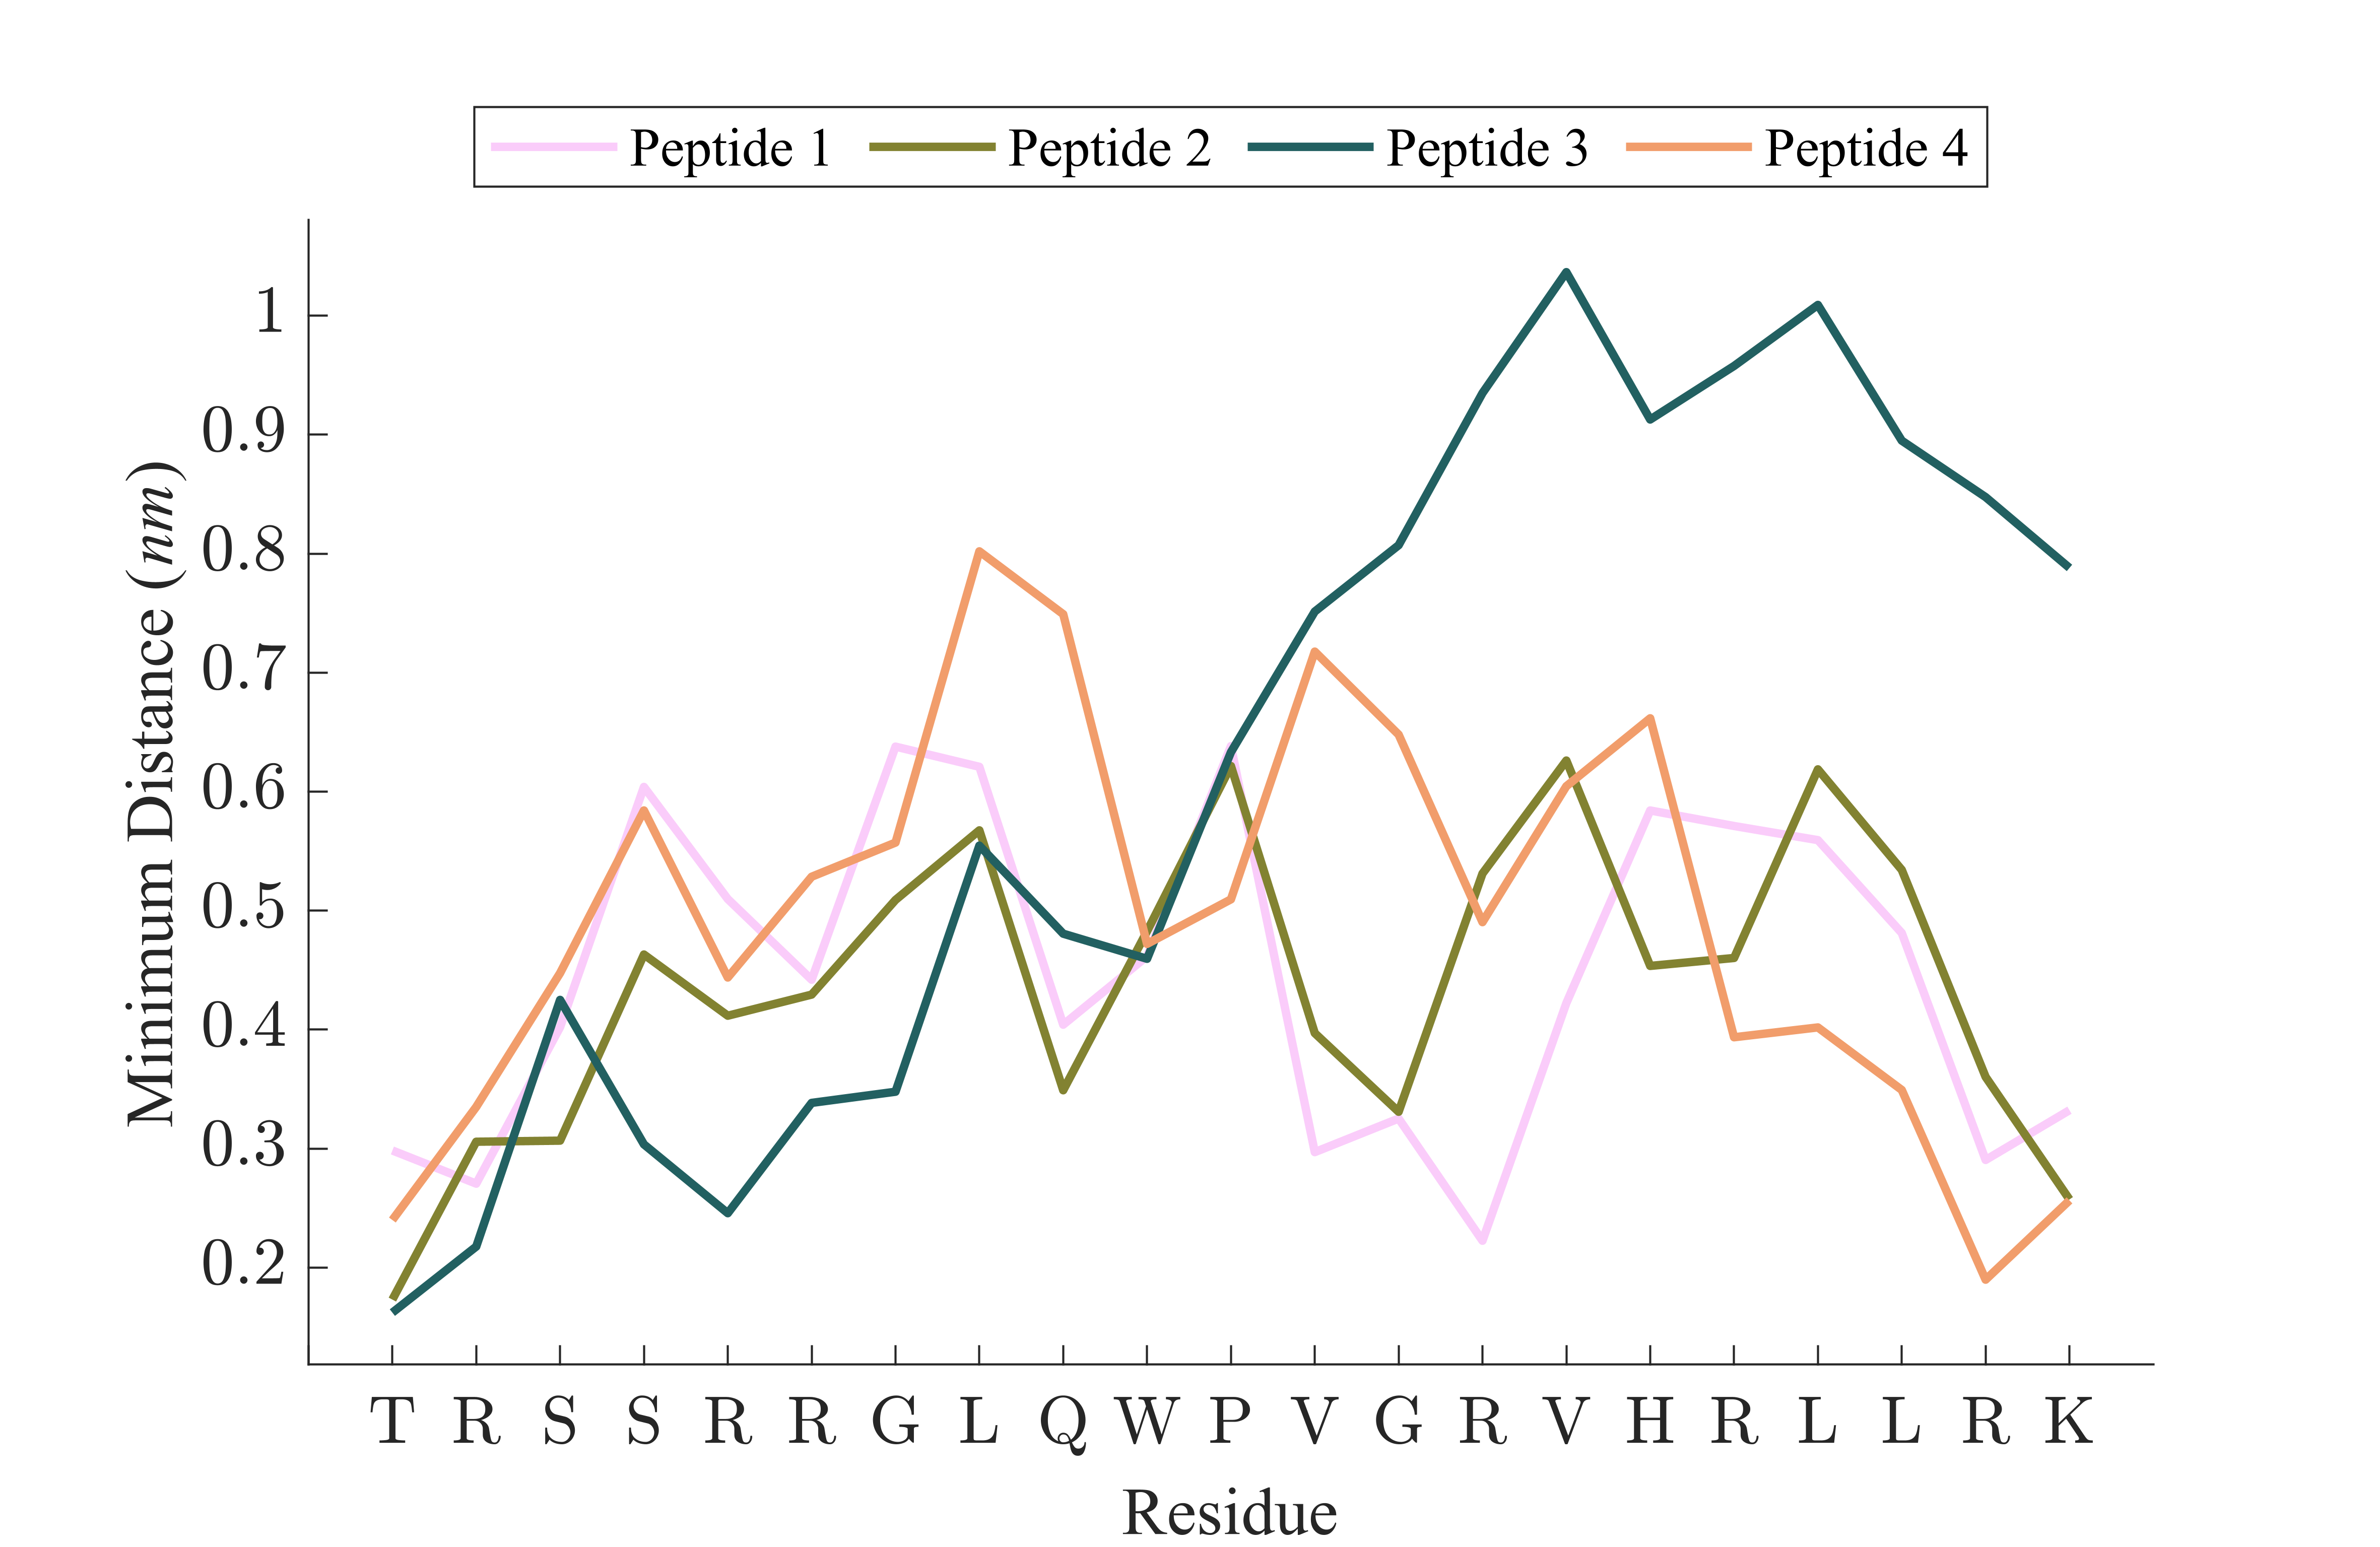 Peptide 1 Peptide 2 Peptide 3 Peptide 4
Minimum Distance (nm)
1
0.9
0.8
0.7
0.6
0.5
0.4
0.3
0.2
T R S S R R G L Q W P V G R V H R L L R K
Residue